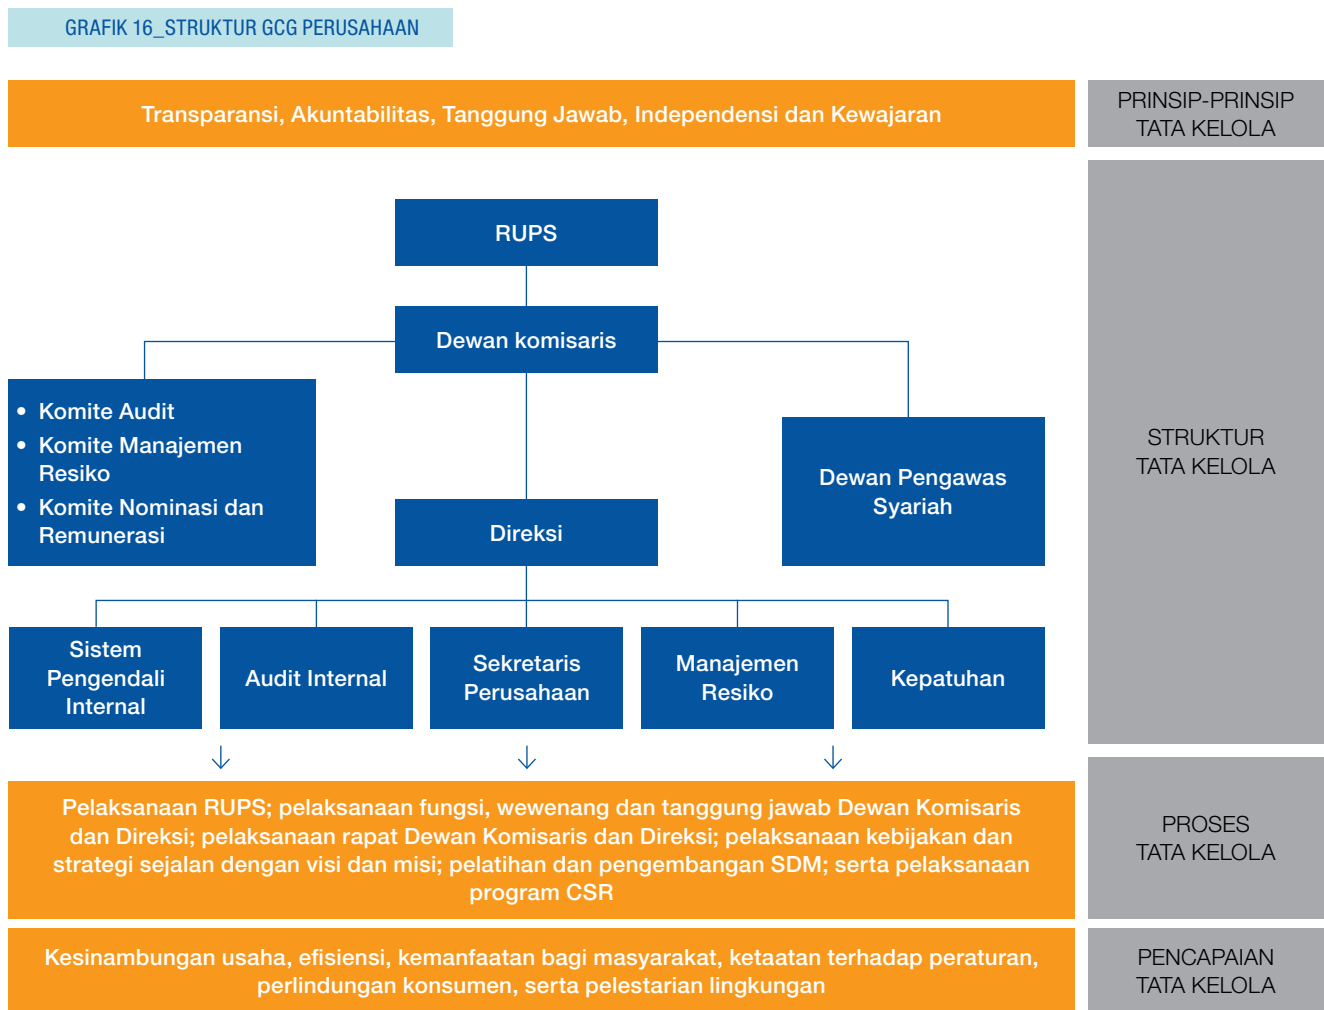 GRAFIK 16_STRUKTUR GCG PERUSAHAAN
Transparansi, Akuntabilitas, Tanggung Jawab, Independensi dan Kewajaran
PRINSIP-PRINSIP
TATA KELOLA
RUPS
Dewan komisaris
• Komite Audit
• Komite Manajemen
Resiko
• Komite Nominasi dan
Remunerasi
Direksi
Dewan Pengawas
Syariah
STRUKTUR
TATA KELOLA
Sistem
Pengendali
Internal
Audit Internal
Sekretaris
Perusahaan
Manajemen
Resiko
Kepatuhan
Pelaksanaan RUPS; pelaksanaan fungsi, wewenang dan tanggung jawab Dewan Komisaris
dan Direksi; pelaksanaan rapat Dewan Komisaris dan Direksi; pelaksanaan kebijakan dan
strategi sejalan dengan visi dan misi; pelatihan dan pengembangan SDM; serta pelaksanaan
program CSR
PROSES
TATA KELOLA
Kesinambungan usaha, efisiensi, kemanfaatan bagi masyarakat, ketaatan terhadap peraturan,
perlindungan konsumen, serta pelestarian lingkungan
PENCAPAIAN
TATA KELOLA